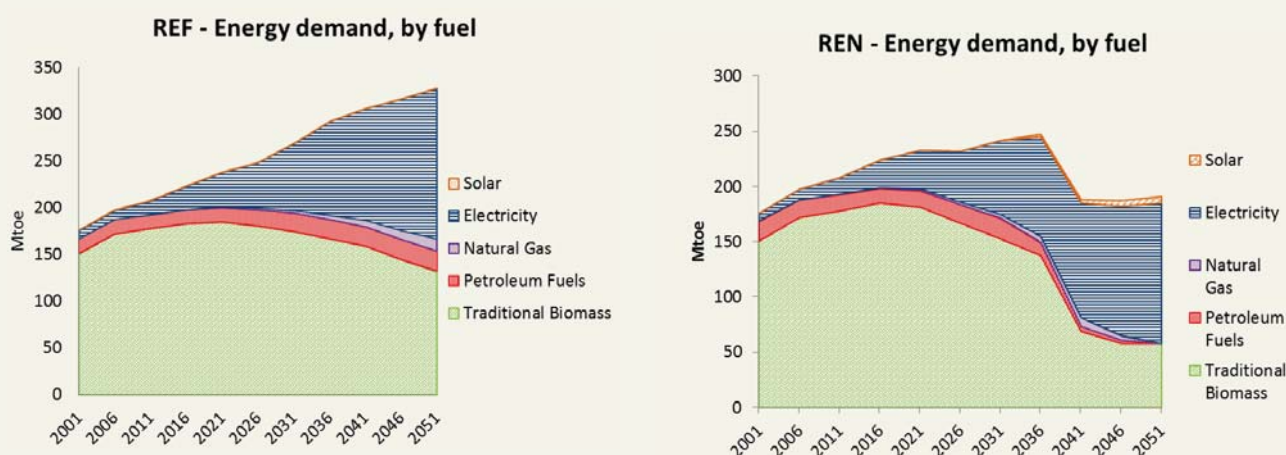 REF - Energy demand, by fuel
350
300
250
200
150
100
50
0
Mtoe
2001
2006
2011
2016
2021
2026
2031
2036
2041
2046
2051
Solar
Electricity
Natural Gas
Petroleum Fuels
Traditional Biomass
REN - Energy demand, by fuel
300
250
200
150
100
50
0
Mtoe
2001
2006
2011
2016
2021
2026
2031
2036
2041
2046
2051
Solar
Electricity
Natural
Gas
Petroleum
Fuels
Traditional
Biomass